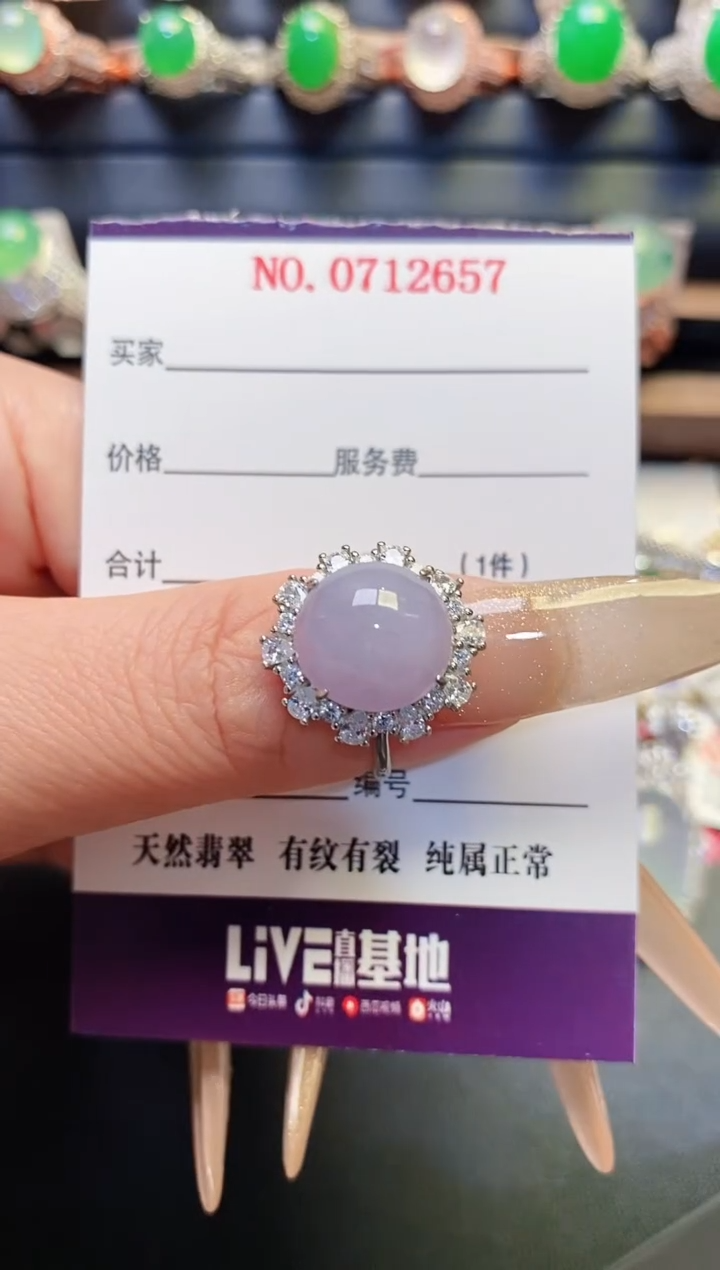 NO. 0712657
买家
价格 服务费
合计 (1件)
编号
天然翡翠 有纹有裂 纯属正常
LiVE直播基地
今日头条 抖音 西瓜视频 火山